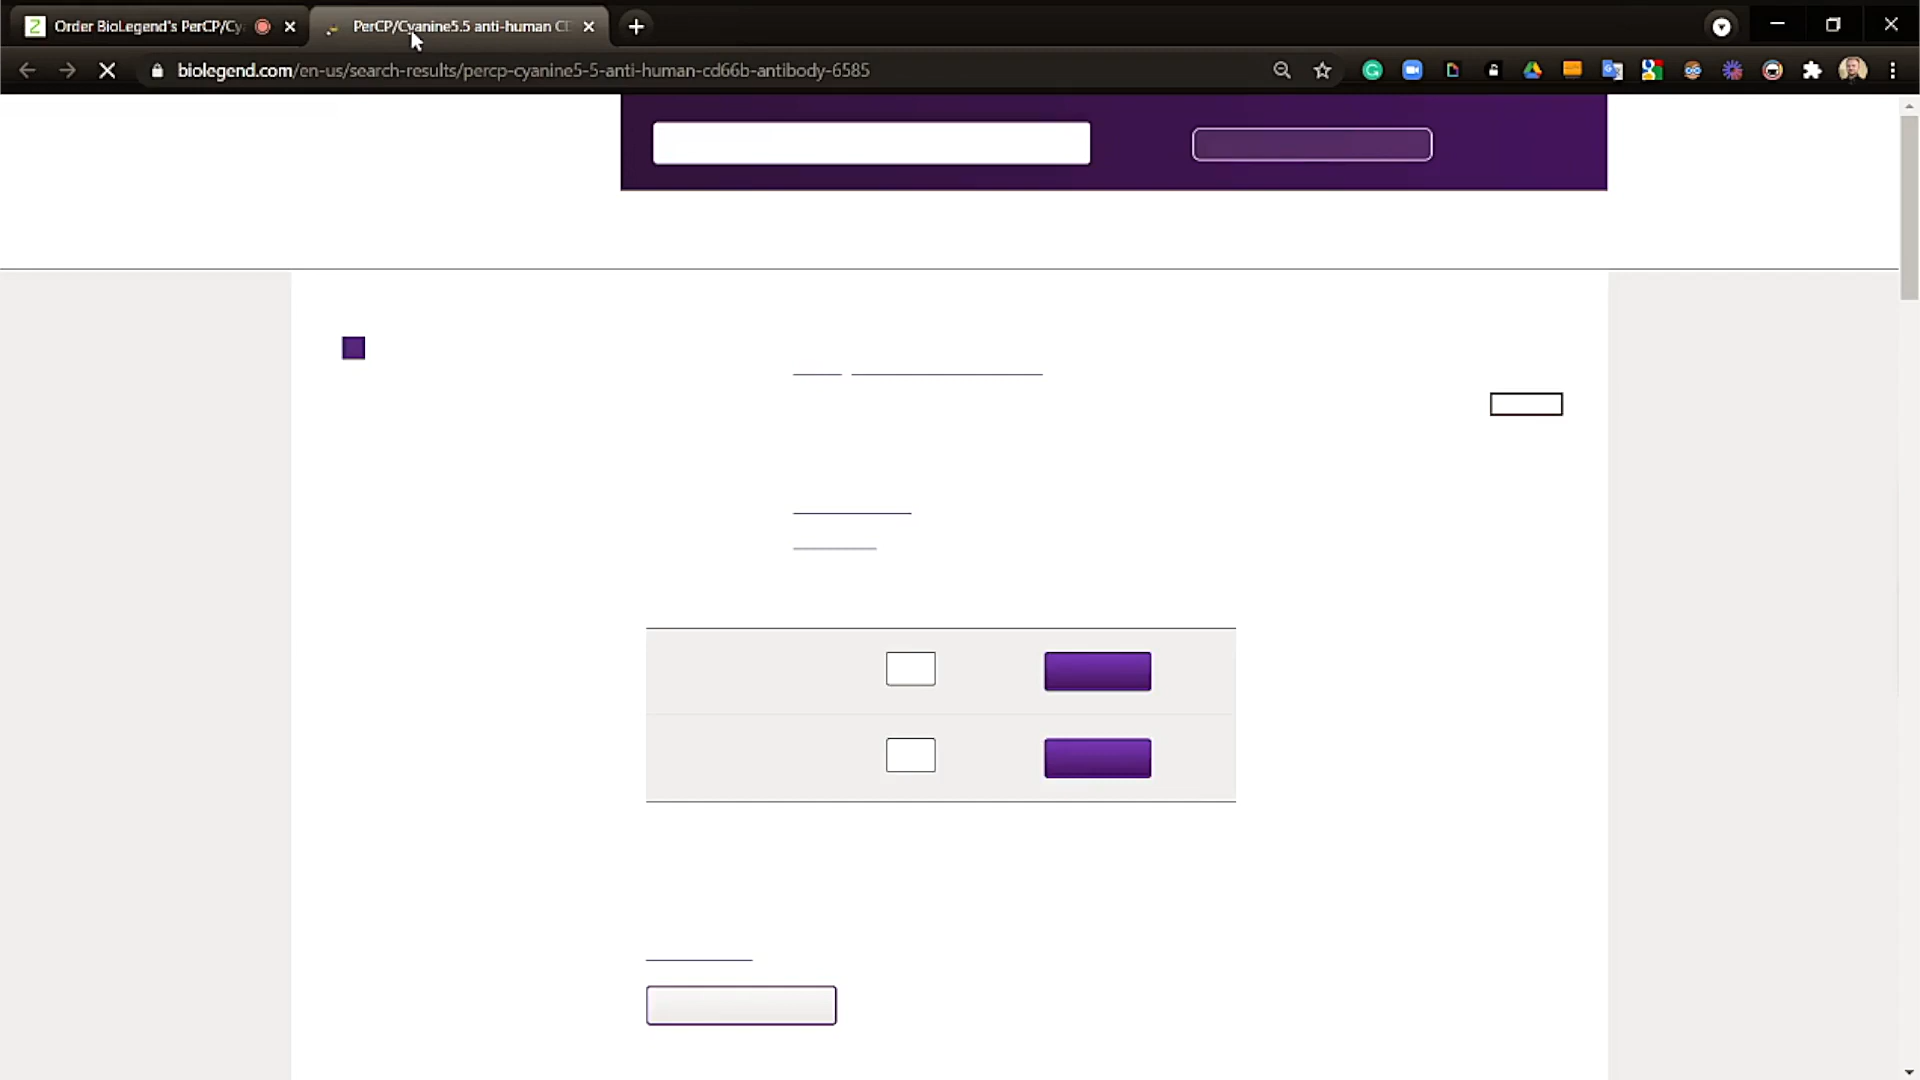 Order BioLegend's PerCP/Cy
PerCP/Cyanine5.5 anti-human CD
biolegend.com/en-us/search-results/percp-cyanine5-5-anti-human-cd66b-antibody-6585